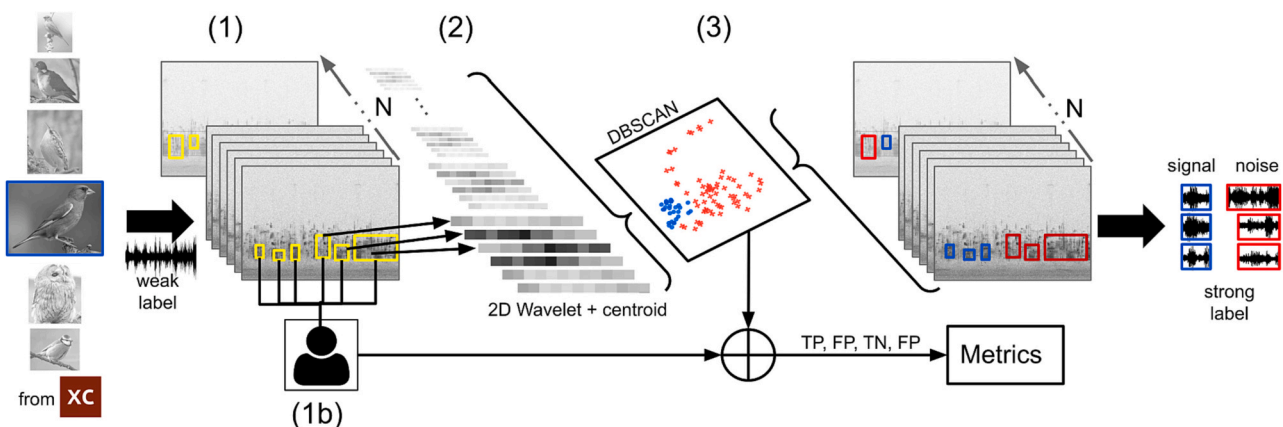 (1)
(2)
(3)
N
DBSCAN
N
signal noise
weak
label
2D Wavelet + centroid
strong
label
TP, FP, TN, FP
Metrics
from XC
(1b)